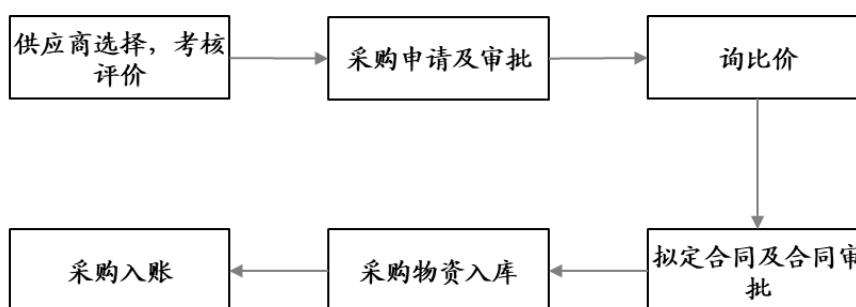 供应商选择，考核
评价
采购申请及审批
询比价
拟定合同及合同审
批
采购物资入库
采购入账